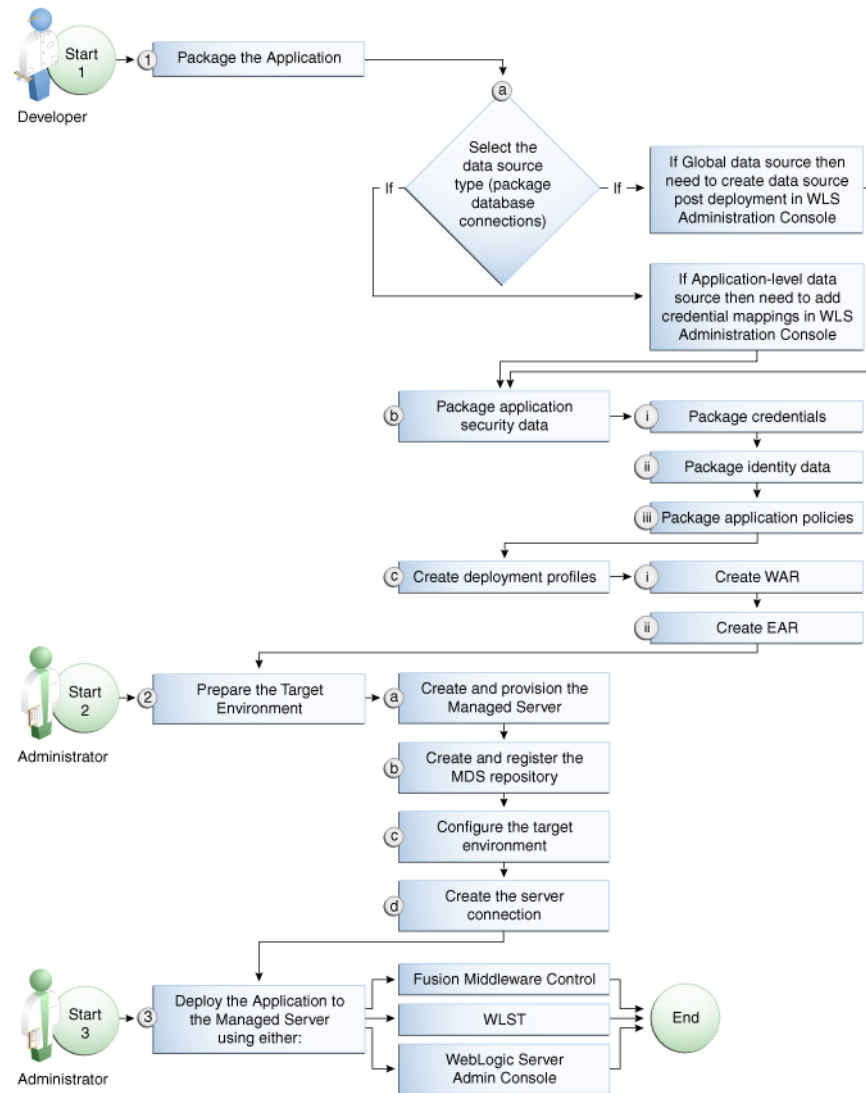 Start
1
Developer
1
Package the Application
a
Select the
data source
type (package
database
connections)
If
If
If Global data source then
need to create data source
post deployment in WLS
Administration Console
If Application-level data
source then need to add
credential mappings in WLS
Administration Console
b
Package application
security data
i
Package credentials
ii
Package identity data
iii
Package application policies
c
Create deployment profiles
i
Create WAR
ii
Create EAR
Start
2
Administrator
2
Prepare the Target
Environment
a
Create and provision the
Managed Server
b
Create and register the
MDS repository
c
Configure the target
environment
d
Create the server
connection
Start
3
Administrator
3
Deploy the Application to
the Managed Server
using either:
Fusion Middleware Control
WLST
WebLogic Server
Admin Console
End